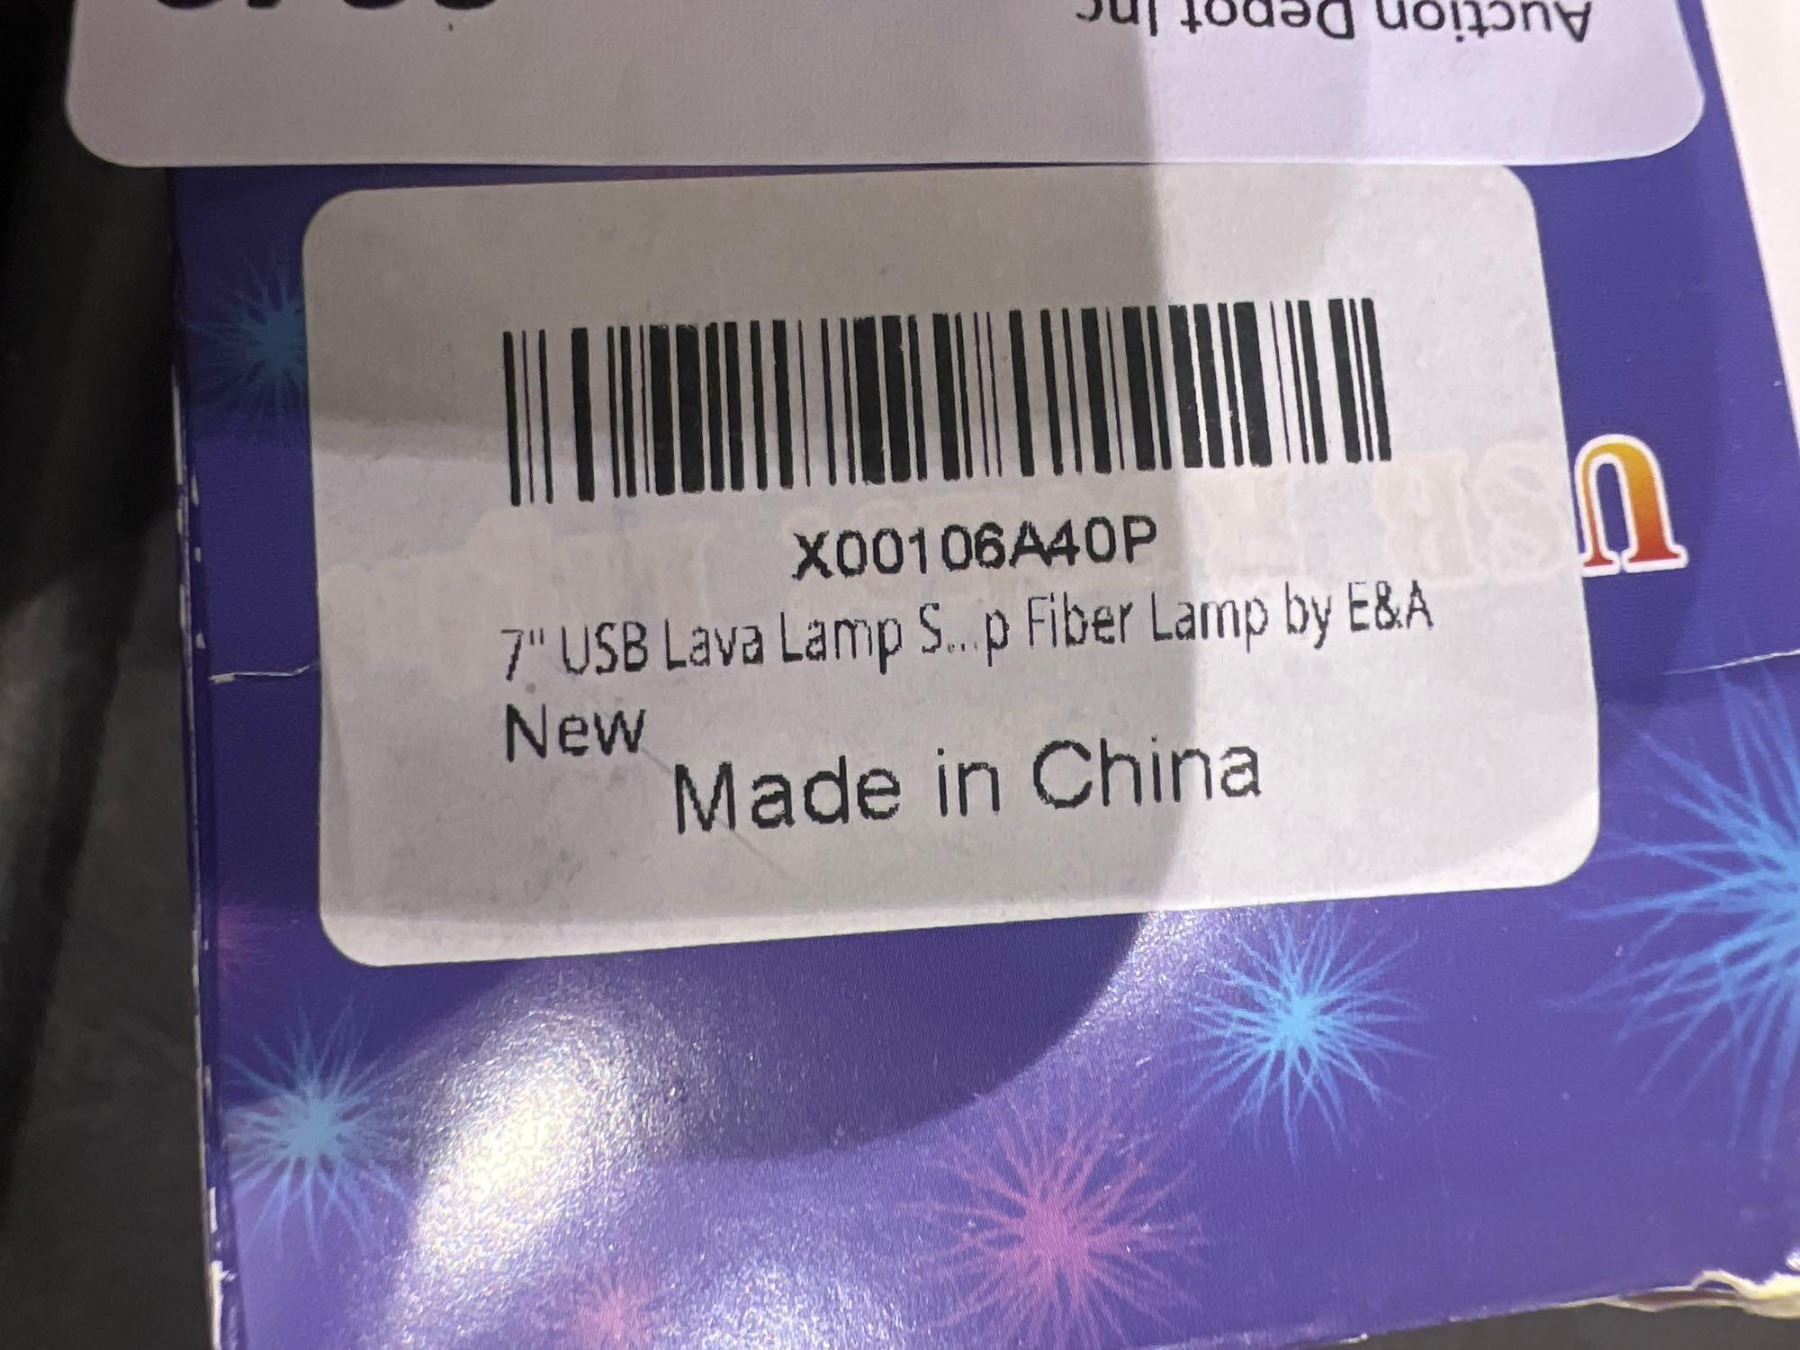 Auction Depot Inc
X00106A40P
7" USB Lava Lamp S...p Fiber Lamp by E&A
New
Made in China